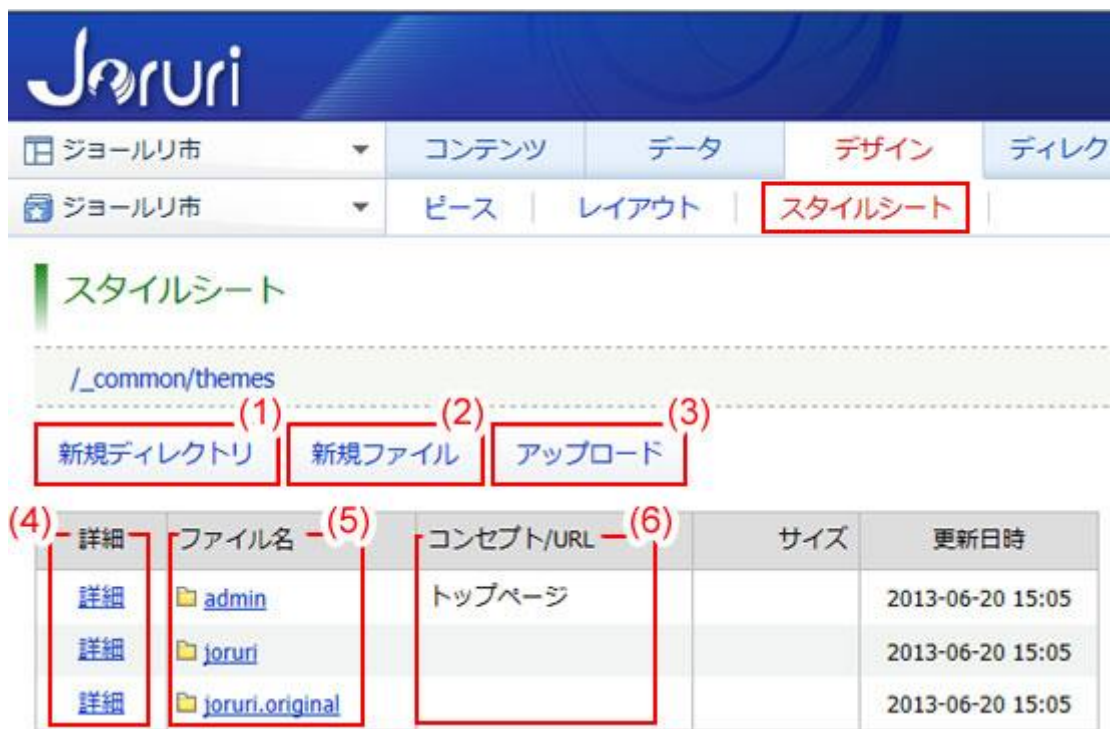 Joruri
ジョールリ市 コンテンツ データ デザイン ディレク
ジョールリ市 ピース レイアウト スタイルシート
スタイルシート
/_common/themes
(1) (2) (3)
新規ディレクトリ 新規ファイル アップロード
(4) 詳細 ファイル名 (5) コンセプト/URL (6) サイズ 更新日時
詳細 admin トップページ 2013-06-20 15:05
詳細 joruri 2013-06-20 15:05
詳細 joruri.original 2013-06-20 15:05